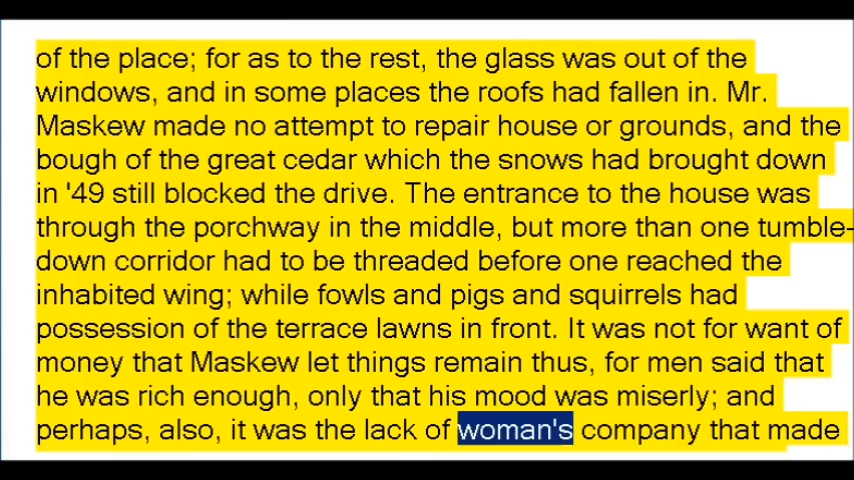 of the place; for as to the rest, the glass was out of the
windows, and in some places the roofs had fallen in. Mr.
Maskew made no attempt to repair house or grounds, and the
bough of the great cedar which the snows had brought down
in '49 still blocked the drive. The entrance to the house was
through the porchway in the middle, but more than one tumble-
down corridor had to be threaded before one reached the
inhabited wing; while fowls and pigs and squirrels had
possession of the terrace lawns in front. It was not for want of
money that Maskew let things remain thus, for men said that
he was rich enough, only that his mood was miserly; and
perhaps, also, it was the lack of woman's company that made